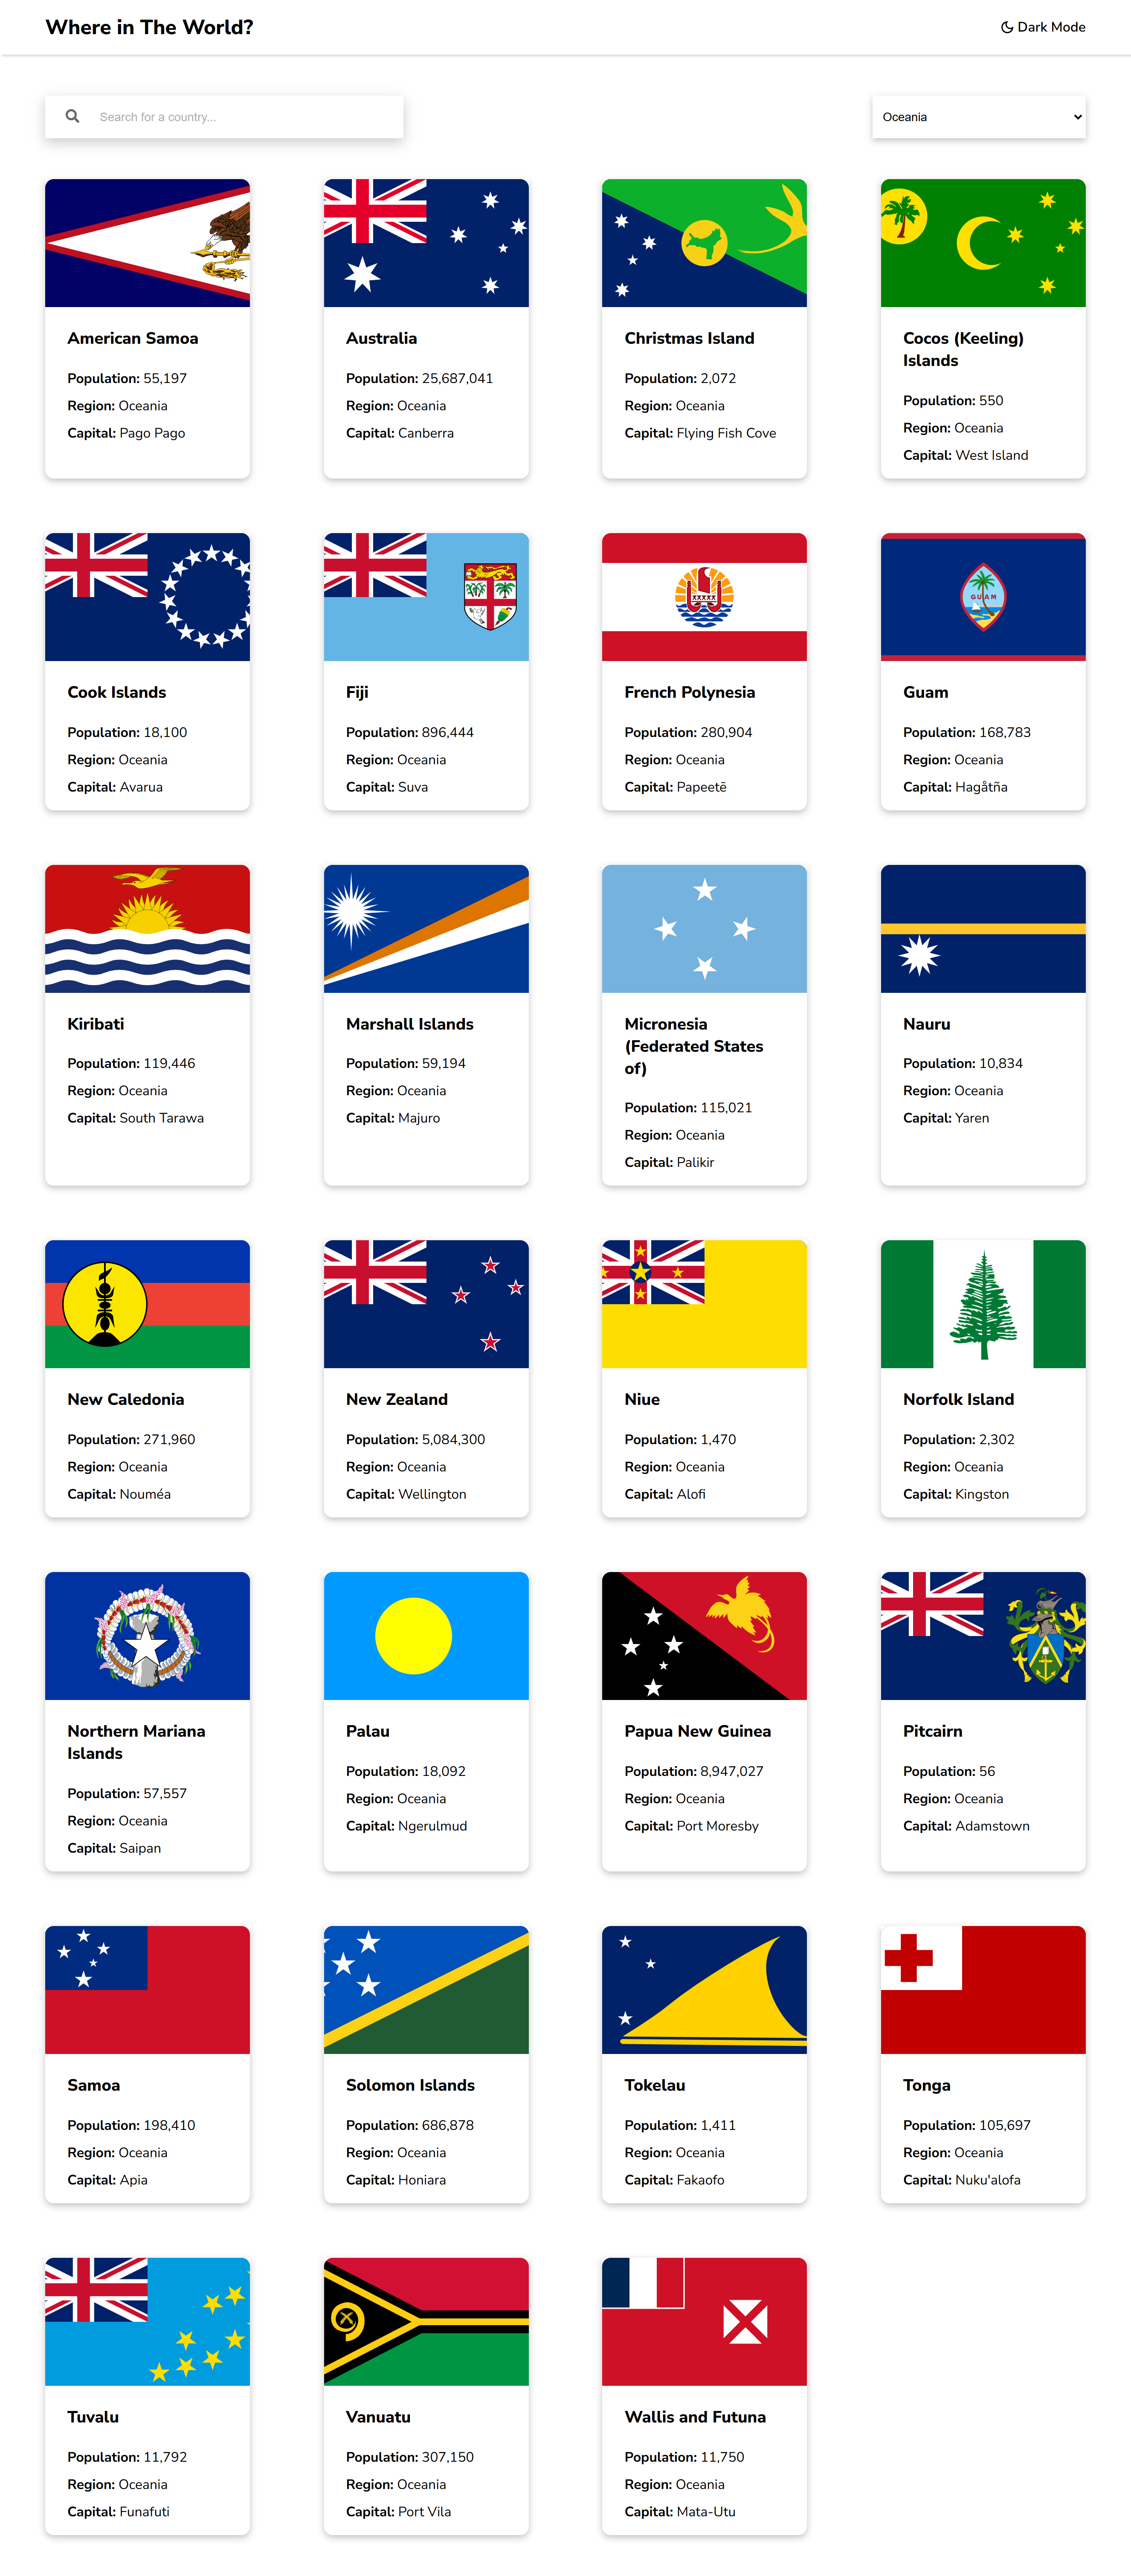 Where in The World?
Dark Mode
Search for a country...
Oceania
American Samoa
Population: 55,197
Region: Oceania
Capital: Pago Pago
Australia
Population: 25,687,041
Region: Oceania
Capital: Canberra
Christmas Island
Population: 2,072
Region: Oceania
Capital: Flying Fish Cove
Cocos (Keeling)
Islands
Population: 550
Region: Oceania
Capital: West Island
Cook Islands
Population: 18,100
Region: Oceania
Capital: Avarua
Fiji
Population: 896,444
Region: Oceania
Capital: Suva
French Polynesia
Population: 280,904
Region: Oceania
Capital: Papeetē
GUAM
Guam
Population: 168,783
Region: Oceania
Capital: Hagåtña
Kiribati
Population: 119,446
Region: Oceania
Capital: South Tarawa
Marshall Islands
Population: 59,194
Region: Oceania
Capital: Majuro
Micronesia
(Federated States
of)
Population: 115,021
Region: Oceania
Capital: Palikir
Nauru
Population: 10,834
Region: Oceania
Capital: Yaren
New Caledonia
Population: 271,960
Region: Oceania
Capital: Nouméa
New Zealand
Population: 5,084,300
Region: Oceania
Capital: Wellington
Niue
Population: 1,470
Region: Oceania
Capital: Alofi
Norfolk Island
Population: 2,302
Region: Oceania
Capital: Kingston
Northern Mariana
Islands
Population: 57,557
Region: Oceania
Capital: Saipan
Palau
Population: 18,092
Region: Oceania
Capital: Ngerulmud
Papua New Guinea
Population: 8,947,027
Region: Oceania
Capital: Port Moresby
Pitcairn
Population: 56
Region: Oceania
Capital: Adamstown
Samoa
Population: 198,410
Region: Oceania
Capital: Apia
Solomon Islands
Population: 686,878
Region: Oceania
Capital: Honiara
Tokelau
Population: 1,411
Region: Oceania
Capital: Fakaofo
Tonga
Population: 105,697
Region: Oceania
Capital: Nuku'alofa
Tuvalu
Population: 11,792
Region: Oceania
Capital: Funafuti
Vanuatu
Population: 307,150
Region: Oceania
Capital: Port Vila
Wallis and Futuna
Population: 11,750
Region: Oceania
Capital: Mata-Utu